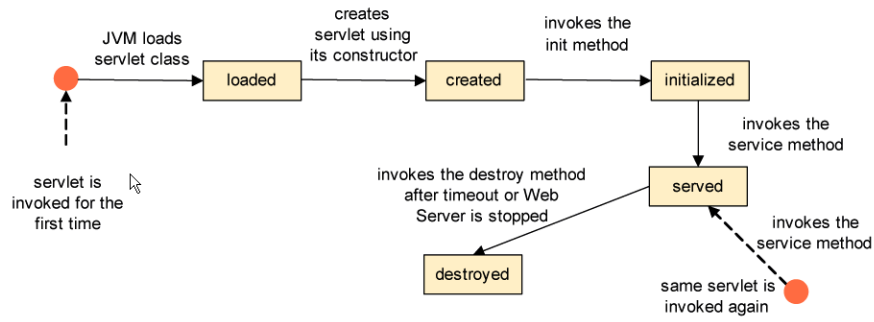 JVM loads
servlet class
creates
servlet using
its constructor
invokes the
init method
loaded
created
initialized
invokes the
service method
servlet is
invoked for the
first time
invokes the destroy method
after timeout or Web
Server is stopped
served
invokes the
service method
destroyed
same servlet is
invoked again